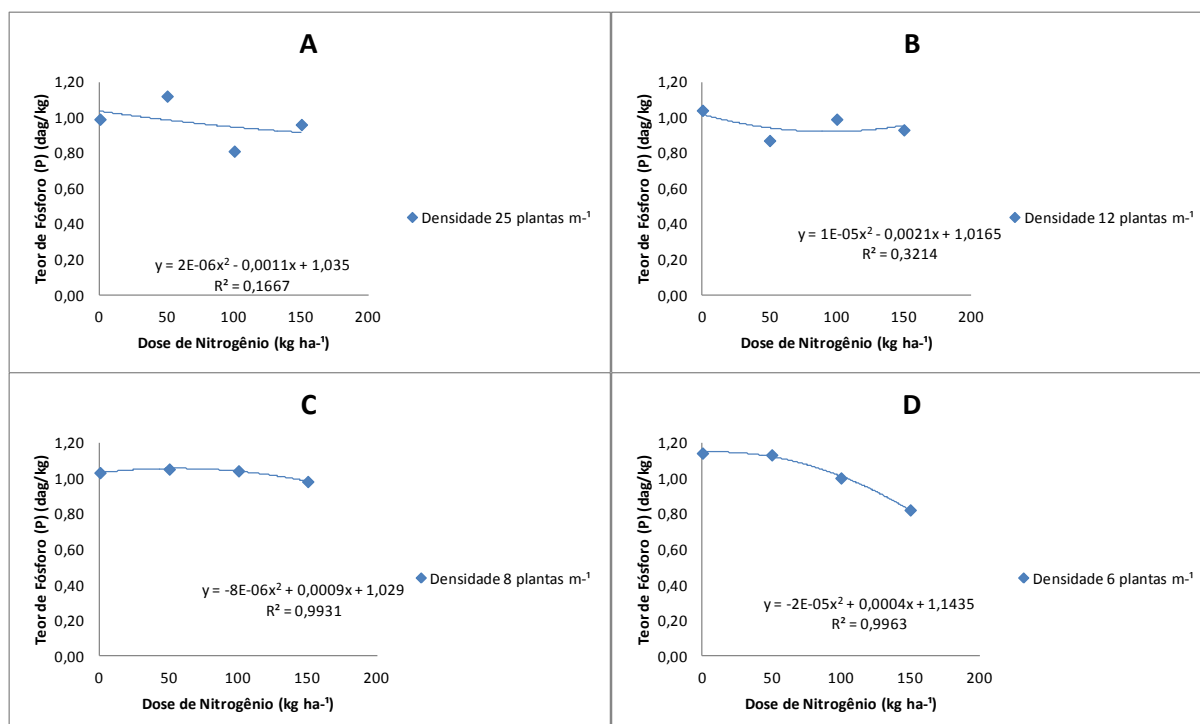 A
Teor de Fósforo (P) (dag/kg)
1,20
1,00
0,80
0,60
0,40
0,20
0,00
Densidade 25 plantas m-¹
y = 2E-06x² - 0,0011x + 1,035
R² = 0,1667
0 50 100 150 200
Dose de Nitrogênio (kg ha-¹)
B
Teor de Fósforo (P) (dag/kg)
1,20
1,00
0,80
0,60
0,40
0,20
0,00
Densidade 12 plantas m-¹
y = 1E-05x² - 0,0021x + 1,0165
R² = 0,3214
0 50 100 150 200
Dose de Nitrogênio (kg ha-¹)
C
Teor de Fósforo (P) (dag/kg)
1,20
1,00
0,80
0,60
0,40
0,20
0,00
Densidade 8 plantas m-¹
y = -8E-06x² + 0,0009x + 1,029
R² = 0,9931
0 50 100 150 200
Dose de Nitrogênio (kg ha-¹)
D
Teor de Fósforo (P) (dag/kg)
1,20
1,00
0,80
0,60
0,40
0,20
0,00
Densidade 6 plantas m-¹
y = -2E-05x² + 0,0004x + 1,1435
R² = 0,9963
0 50 100 150 200
Dose de Nitrogênio (kg ha-¹)